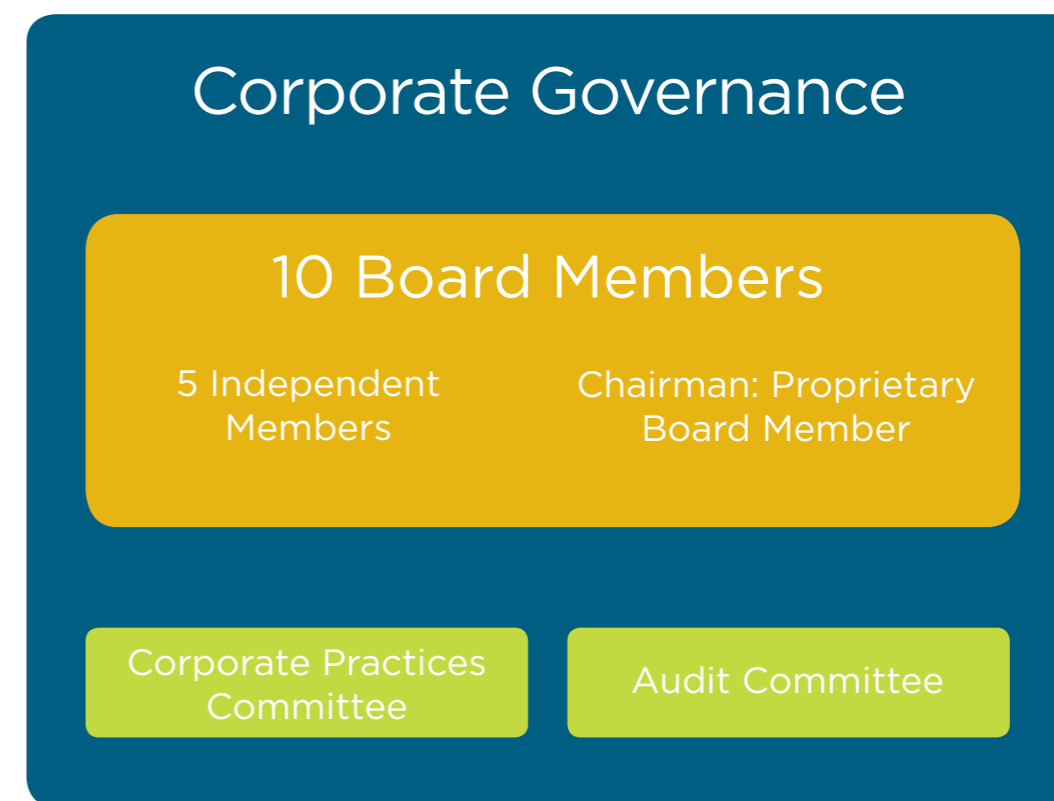 Corporate Governance
10 Board Members
5 Independent
Members
Chairman: Proprietary
Board Member
Corporate Practices
Committee
Audit Committee